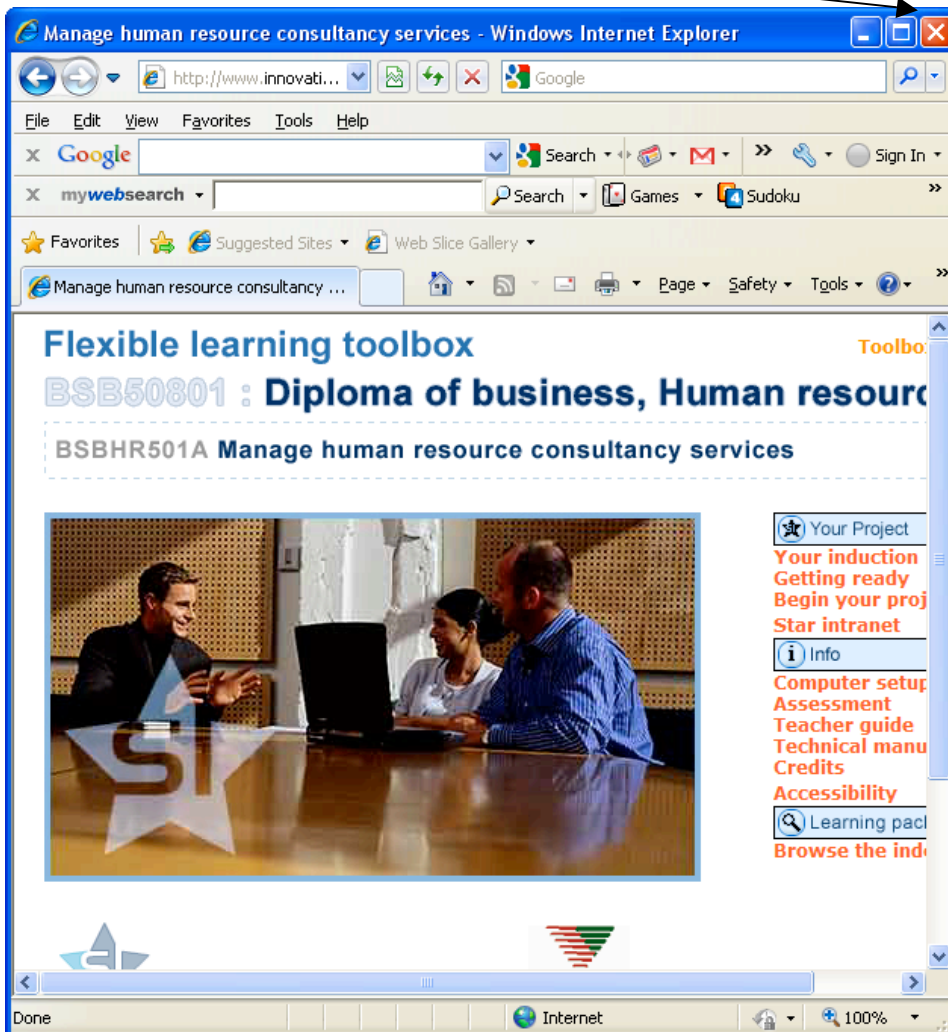 Manage human resource consultancy services - Windows Internet Explorer
http://www.innovati... Google
File Edit View Favorites Tools Help
x Google Search Sign In
x mywebsearch Search Games Sudoku
Favorites Suggested Sites Web Slice Gallery
Manage human resource consultancy ... Page Safety Tools
Flexible learning toolbox Toolbo
BSB50801 : Diploma of business, Human resourc
BSBHR501A Manage human resource consultancy services
Your Project
Your induction
Getting ready
Begin your proj
Star intranet
i Info
Computer setup
Assessment
Teacher guide
Technical manu
Credits
Accessibility
Learning pacl
Browse the inde
SI
SI
Done Internet 100%